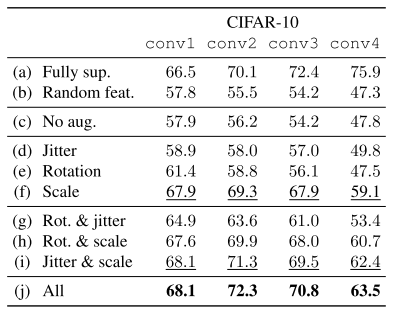 CIFAR-10
conv1 conv2 conv3 conv4
(a) Fully sup. 66.5 70.1 72.4 75.9
(b) Random feat. 57.8 55.5 54.2 47.3
(c) No aug. 57.9 56.2 54.2 47.8
(d) Jitter 58.9 58.0 57.0 49.8
(e) Rotation 61.4 58.8 56.1 47.5
(f) Scale 67.9 69.3 67.9 59.1
(g) Rot. & jitter 64.9 63.6 61.0 53.4
(h) Rot. & scale 67.6 69.9 68.0 60.7
(i) Jitter & scale 68.1 71.3 69.5 62.4
(j) All 68.1 72.3 70.8 63.5